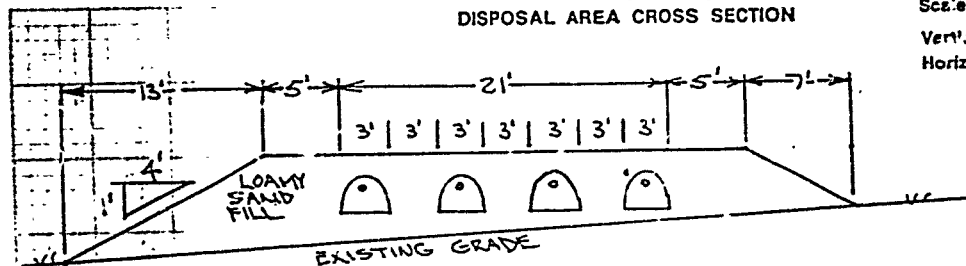 DISPOSAL AREA CROSS SECTION
Scale
Vert.
Horiz
13' 5' 21' 5' 7'
3' | 3' | 3' | 3' | 3' | 3' | 3'
4'
1'
LOAMY
SAND
FILL
EXISTING GRADE